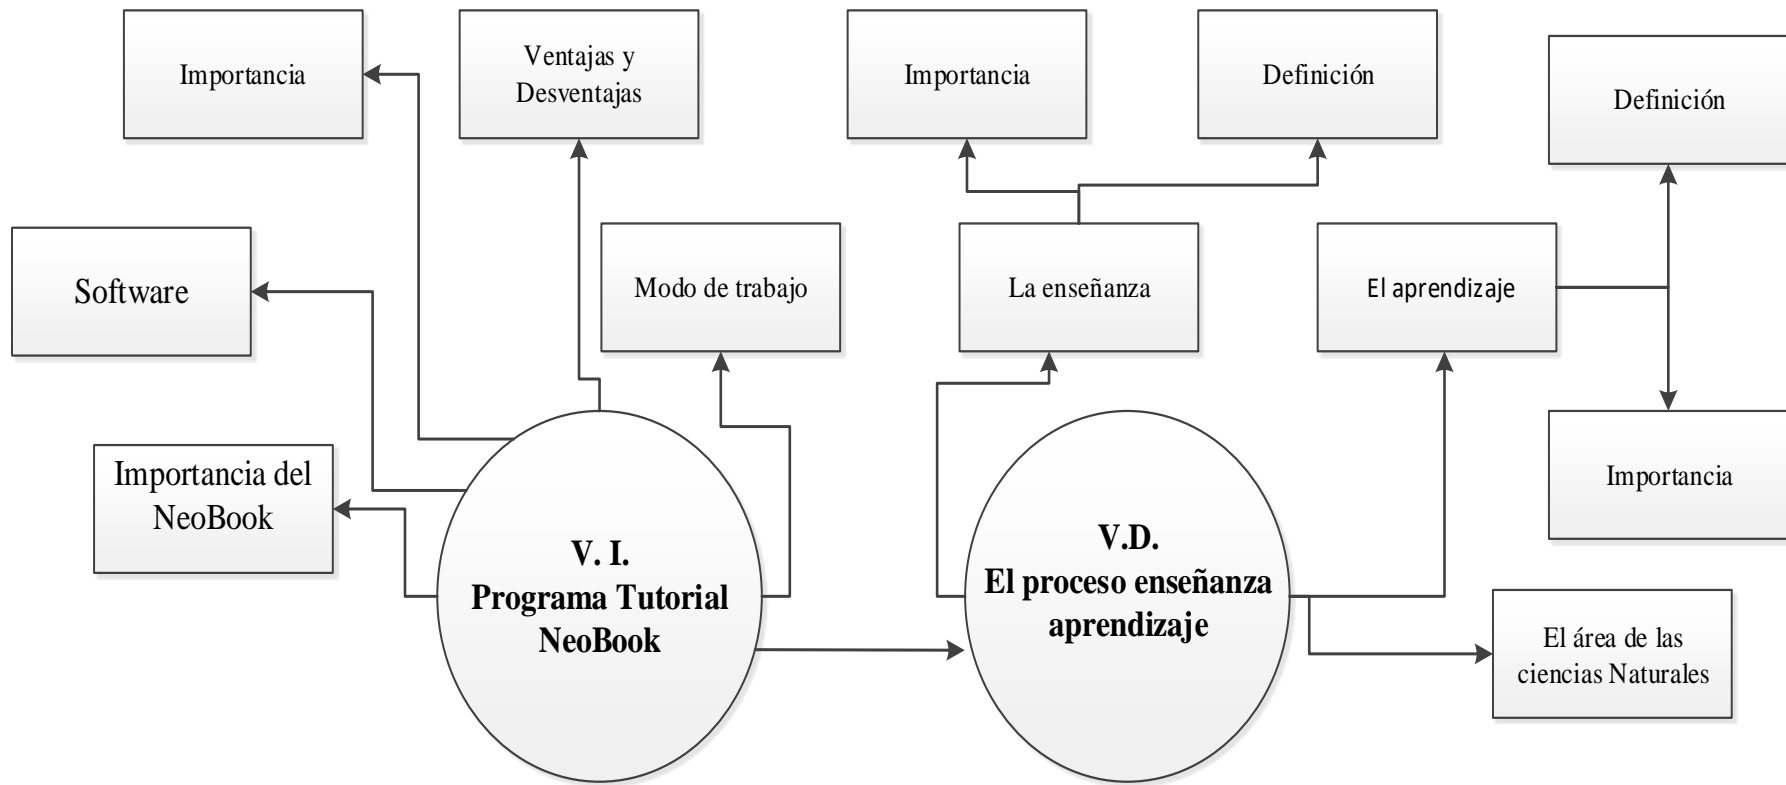 Importancia
Ventajas y
Desventajas
Importancia
Definición
Definición
Software
Modo de trabajo
La enseñanza
El aprendizaje
Importancia del
NeoBook
Importancia
V. I.
Programa Tutorial
NeoBook
V.D.
El proceso enseñanza
aprendizaje
El área de las
ciencias Naturales